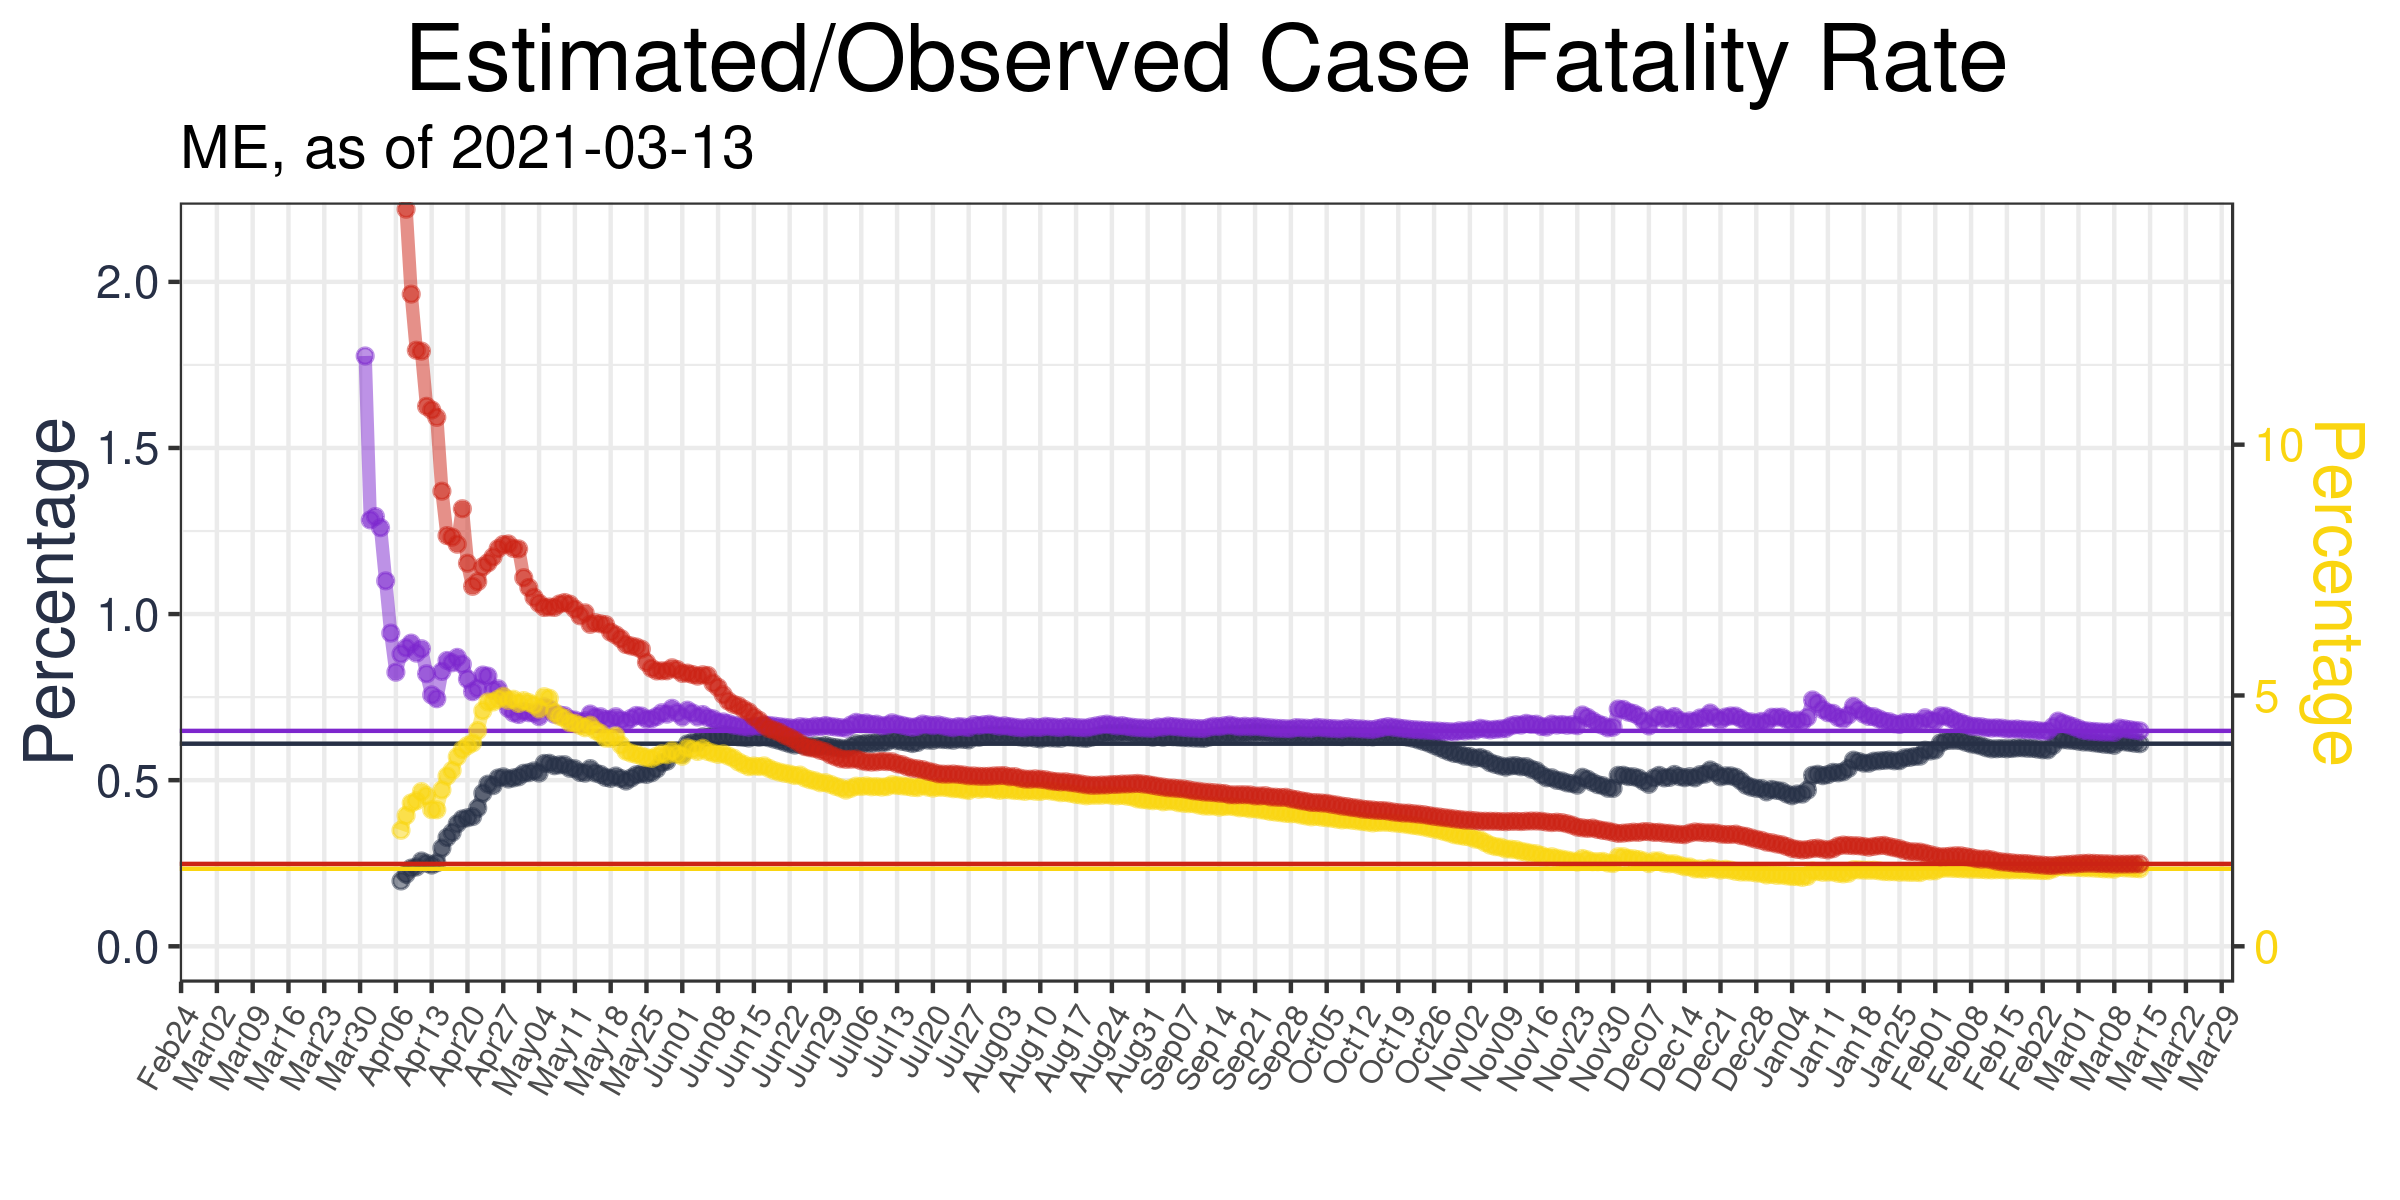 Estimated/Observed Case Fatality Rate
ME, as of 2021-03-13
Percentage
2.0
1.5
1.0
0.5
0.0
10
5
0
Percentage
Feb24
Mar02
Mar09
Mar16
Mar23
Mar30
Apr06
Apr13
Apr20
Apr27
May04
May11
May18
May25
Jun01
Jun08
Jun15
Jun22
Jun29
Jul06
Jul13
Jul20
Jul27
Aug03
Aug10
Aug17
Aug24
Aug31
Sep07
Sep14
Sep21
Sep28
Oct05
Oct12
Oct19
Oct26
Nov02
Nov09
Nov16
Nov23
Nov30
Dec07
Dec14
Dec21
Dec28
Jan04
Jan11
Jan18
Jan25
Feb01
Feb08
Feb15
Feb22
Mar01
Mar08
Mar15
Mar22
Mar29